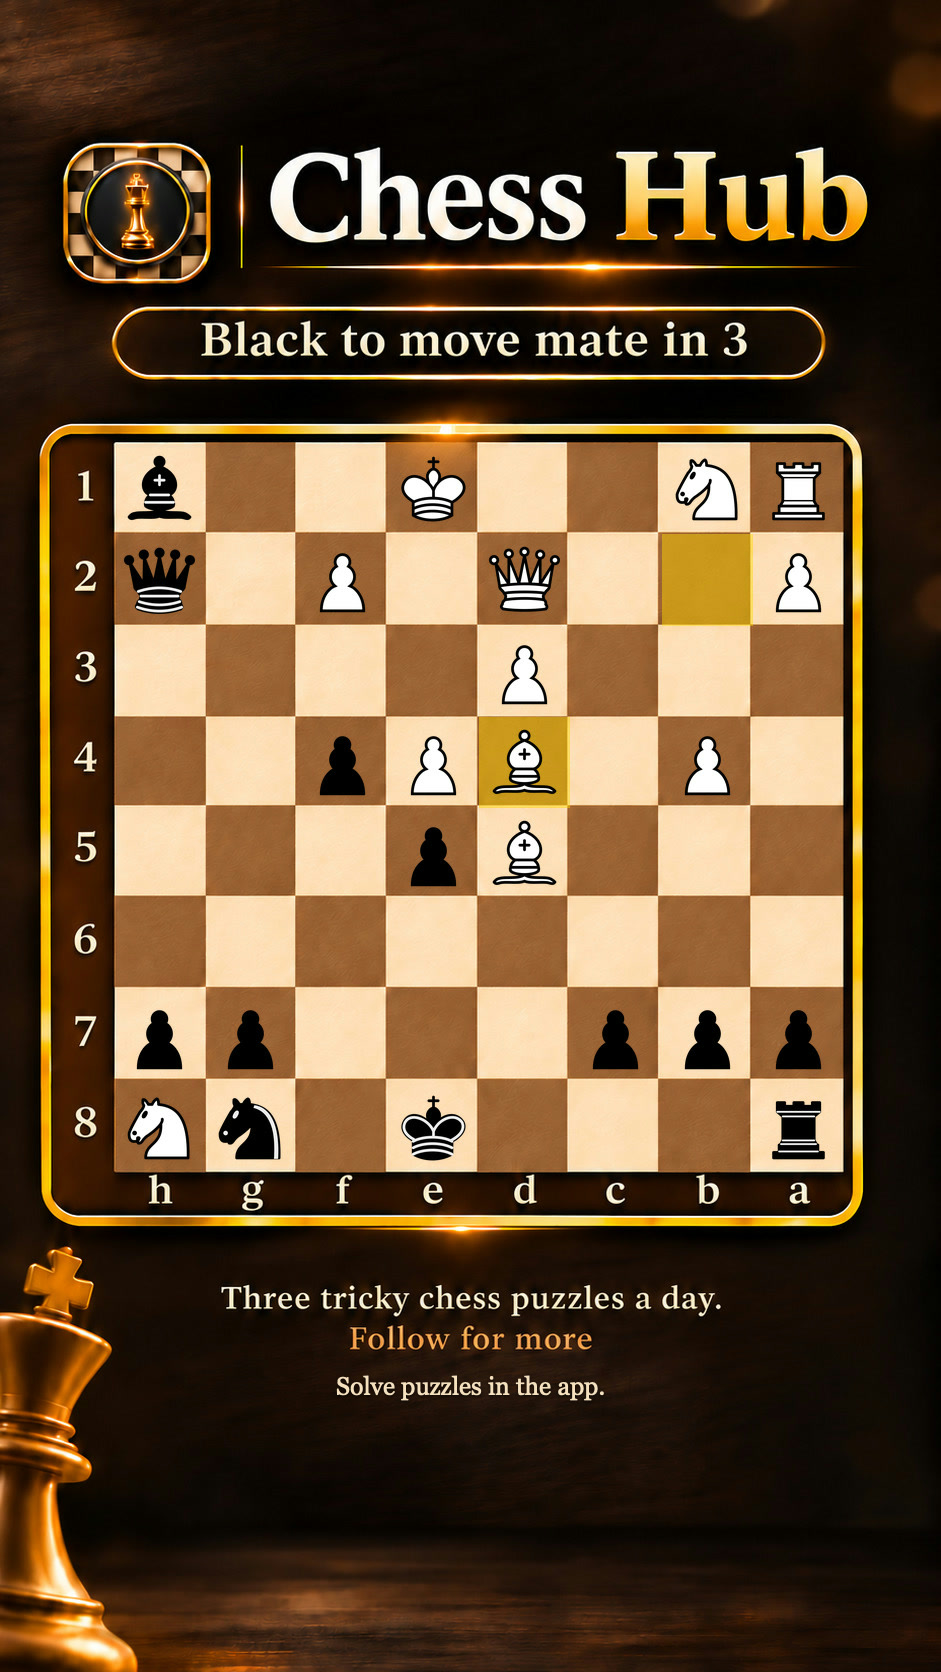 Chess Hub
Black to move mate in 3
1
2
3
4
5
6
7
8
h g f e d c b a
Three tricky chess puzzles a day.
Follow for more
Solve puzzles in the app.